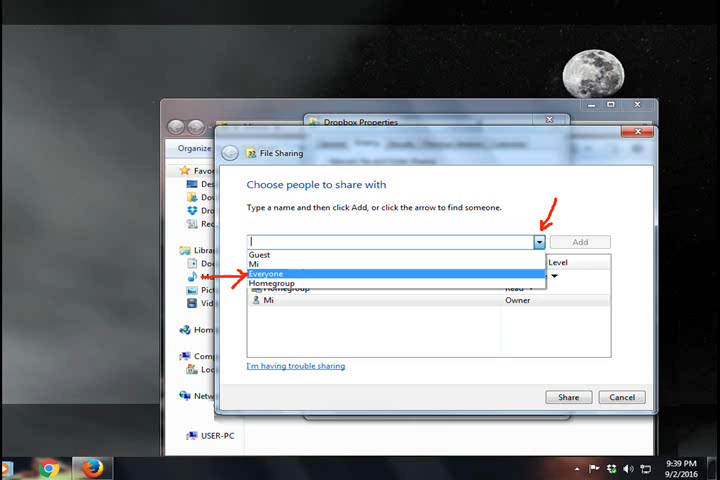 Dropbox Properties
Organize
File Sharing
Favor
Choose people to share with
Des
Type a name and then click Add, or click the arrow to find someone.
Dow
Dro
Rec
Add
Librar
Guest
Doc
Mi
Level
Everyone
Homegroup
Pict
Homegroup
Read
Vid
Mi
Owner
Hom
Comp
I'm having trouble sharing
Loc
Netw
Share
Cancel
USER-PC
9:39 PM
9/2/2016